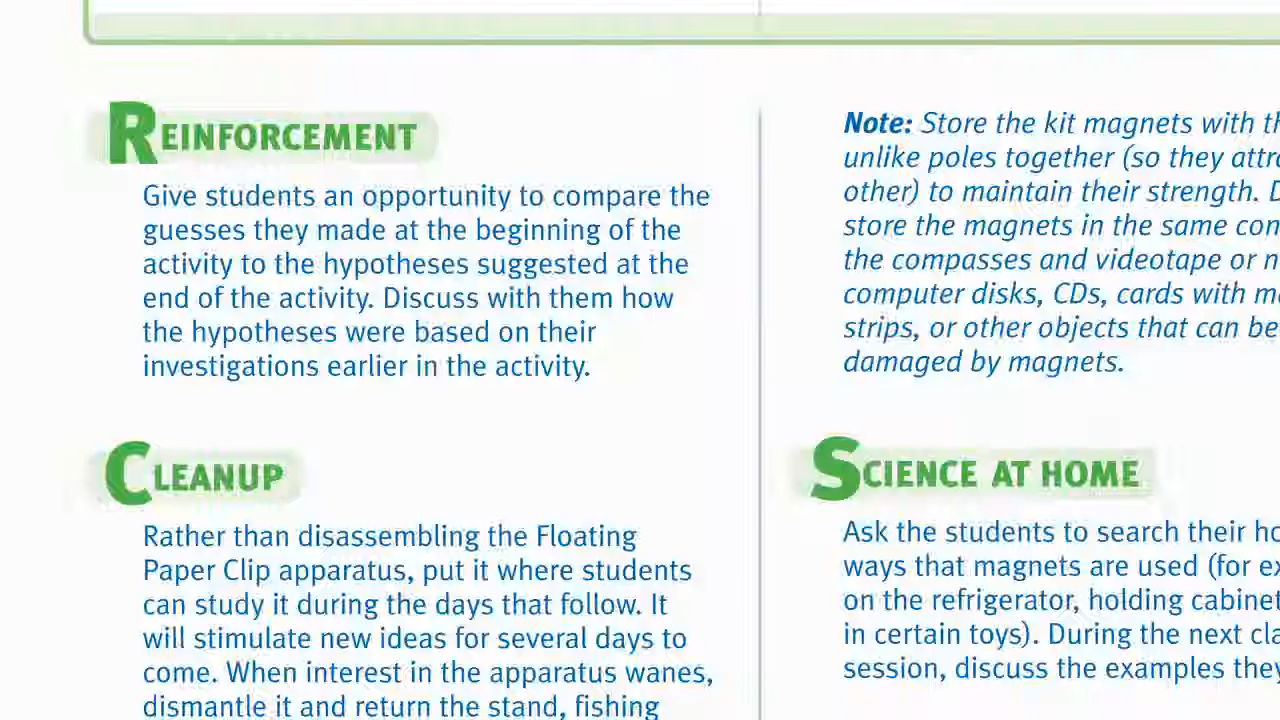 REINFORCEMENT
Give students an opportunity to compare the
guesses they made at the beginning of the
activity to the hypotheses suggested at the
end of the activity. Discuss with them how
the hypotheses were based on their
investigations earlier in the activity.
CLEANUP
Rather than disassembling the Floating
Paper Clip apparatus, put it where students
can study it during the days that follow. It
will stimulate new ideas for several days to
come. When interest in the apparatus wanes,
dismantle it and return the stand, fishing
Note: Store the kit magnets with
unlike poles together (so they
other) to maintain their strength.
store the magnets in the same
the compasses and videotape or
computer disks, CDs, cards with
strips, or other objects that can be
damaged by magnets.
SCIENCE AT HOME
Ask the students to search their
ways that magnets are used (for
on the refrigerator, holding
in certain toys). During the next
session, discuss the examples they